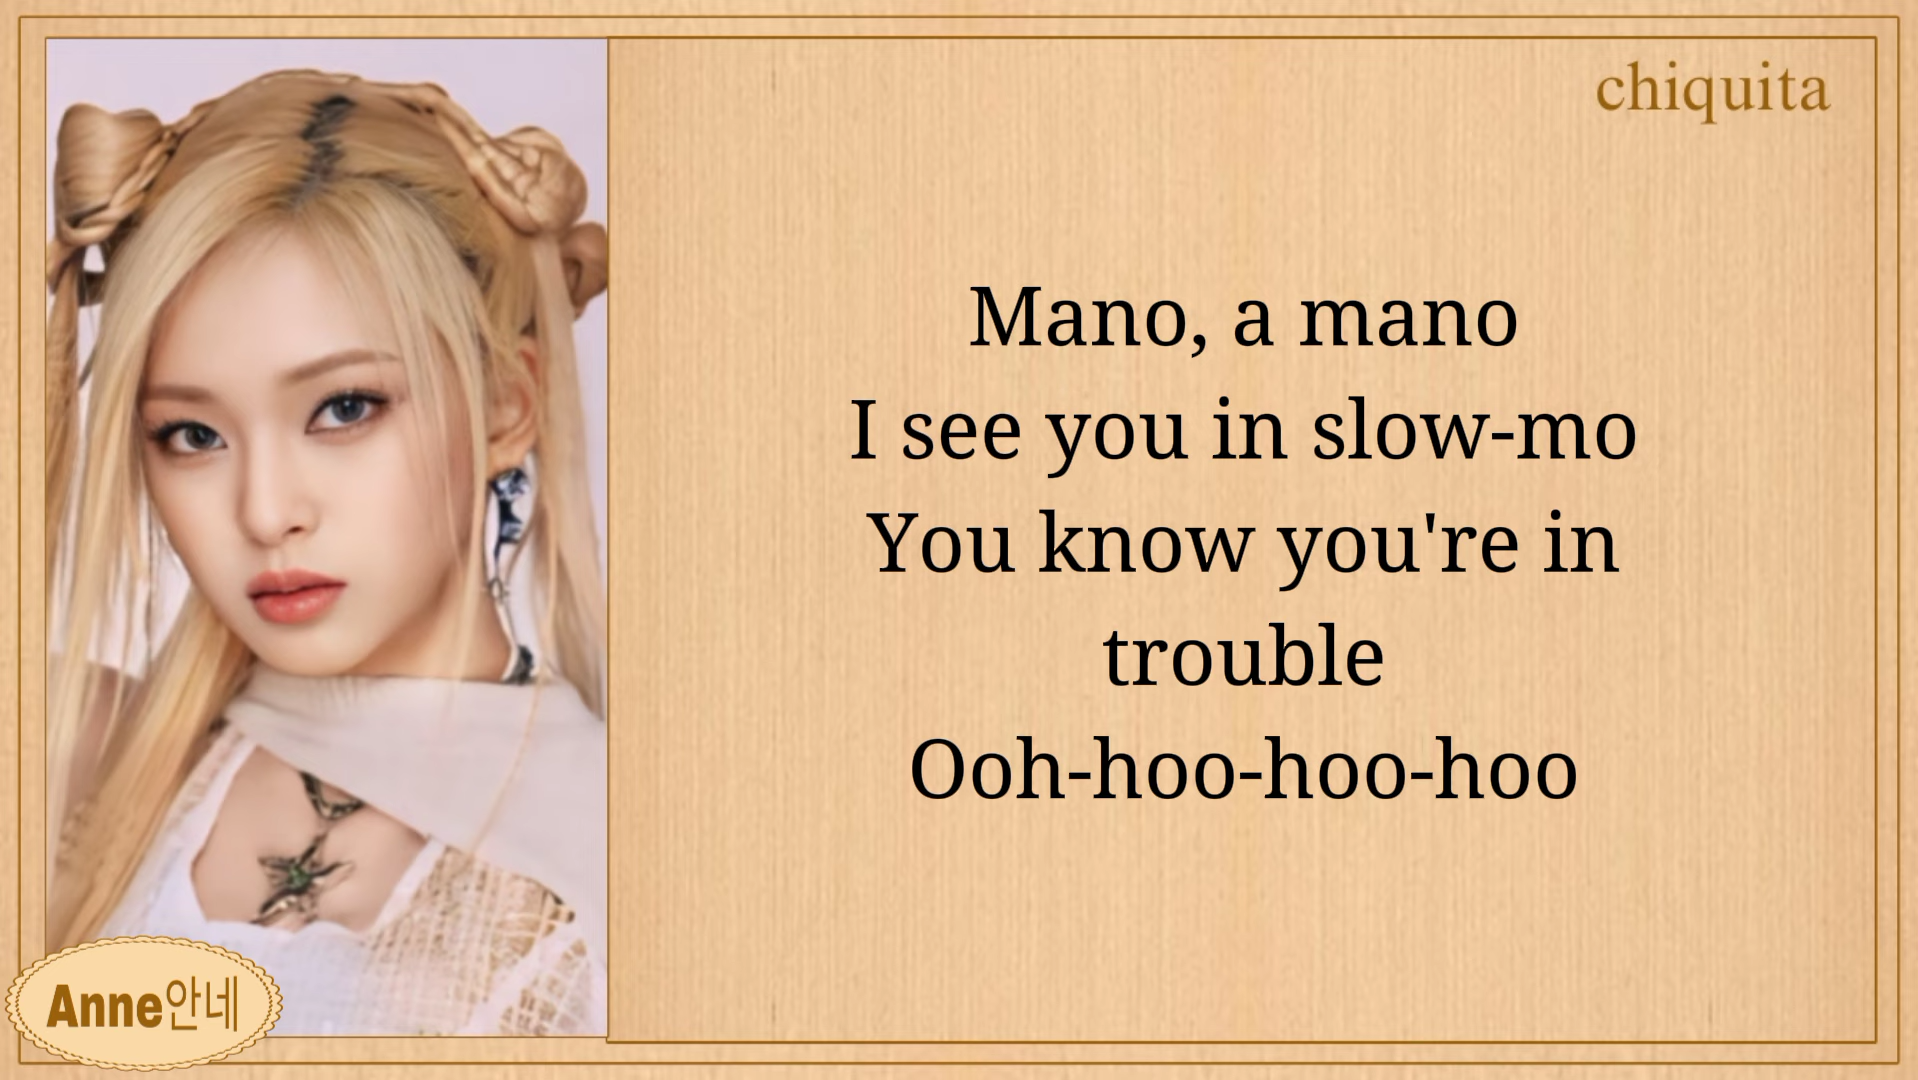 chiquita
Mano, a mano
I see you in slow-mo
You know you're in
trouble
Ooh-hoo-hoo-hoo
Anne안네